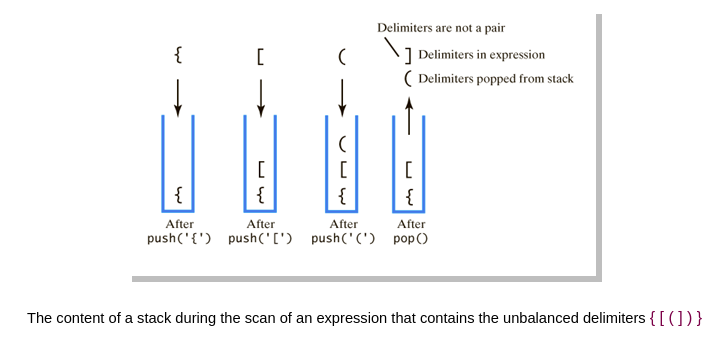 Delimiters are not a pair
{ [ ( ] Delimiters in expression
( Delimiters popped from stack
(
[ [ [
{ { { {
After After After After
push('{') push('[') push('(') pop()
The content of a stack during the scan of an expression that contains the unbalanced delimiters { [ ( ] ) }